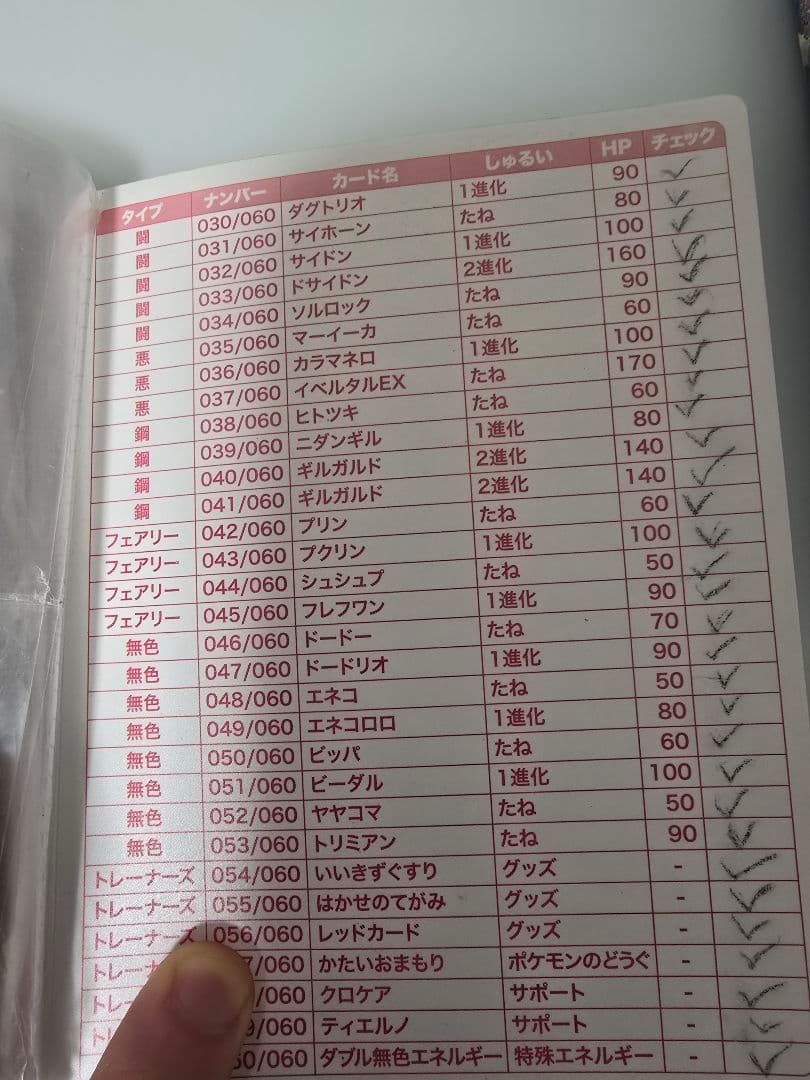 タイプ ナンバー カード名 しゅるい HP チェック
闘 030/060 ダグトリオ 1進化 90 ✓
闘 031/060 サイホーン たね 80 ✓
闘 032/060 サイドン 1進化 100 ✓
闘 033/060 ドサイドン 2進化 160 ✓
闘 034/060 ソルロック たね 90 ✓
悪 035/060 マーイーカ たね 60 ✓
悪 036/060 カラマネロ 1進化 100 ✓
悪 037/060 イベルタルEX たね 170 ✓
鋼 038/060 ヒトツキ たね 60 ✓
鋼 039/060 ニダンギル 1進化 80 ✓
鋼 040/060 ギルガルド 2進化 140 ✓
鋼 041/060 ギルガルド 2進化 140 ✓
フェアリー 042/060 プリン たね 60 ✓
フェアリー 043/060 プクリン 1進化 100 ✓
フェアリー 044/060 シュシュプ たね 50 ✓
フェアリー 045/060 フレフワン 1進化 90 ✓
無色 046/060 ドードー たね 70 ✓
無色 047/060 ドードリオ 1進化 90 ✓
無色 048/060 エネコ たね 50 ✓
無色 049/060 エネコロロ 1進化 80 ✓
無色 050/060 ビッパ たね 60 ✓
無色 051/060 ビーダル 1進化 100 ✓
無色 052/060 ヤヤコマ たね 50 ✓
無色 053/060 トリミアン たね 90 ✓
トレーナーズ 054/060 いいきずぐすり グッズ - ✓
トレーナーズ 055/060 はかせのてがみ グッズ - ✓
トレーナーズ 056/060 レッドカード グッズ - ✓
/060 かたいおまもり ポケモンのどうぐ - ✓
/060 クロケア サポート - ✓
/060 ティエルノ サポート - ✓
/060 ダブル無色エネルギー 特殊エネルギー - ✓